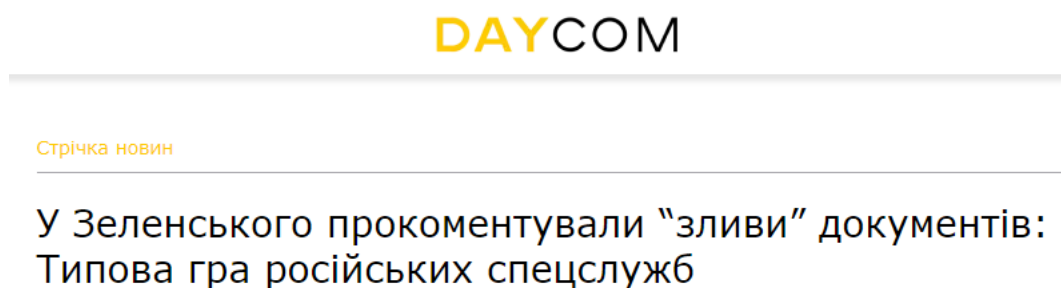 DAYCOM
Стрічка новин
У Зеленського прокоментували “зливи” документів:
Типова гра російських спецслужб